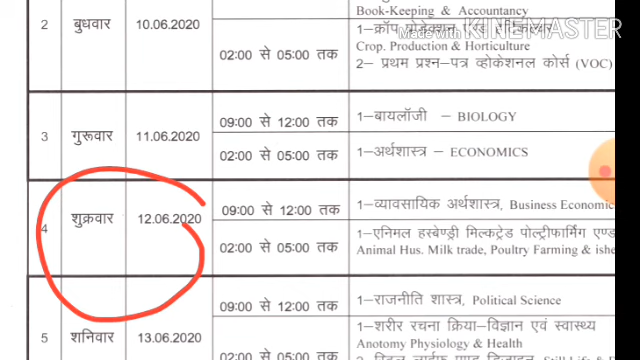 Book-Keeping & Accountancy
Made With KINEMASTER
2 बुधवार 10.06.2020
1-क्रॉप प्रोडेक्शन एण्ड
Crop. Production & Horticulture
02:00 से 05:00 तक
2- प्रथम प्रश्न-पत्र व्होकेशनल कोर्स (VOC)
3 गुरूवार 11.06.2020
09:00 से 12:00 तक 1-बायलॉजी - BIOLOGY
02:00 से 05:00 तक 1-अर्थशास्त्र - ECONOMICS
4 शुक्रवार 12.06.2020
09:00 से 12:00 तक 1-व्यावसायिक अर्थशास्त्र, Business Economic
02:00 से 05:00 तक 1-एनिमल हस्बेण्ड्री मिल्कट्रेड पोल्ट्रीफार्मिंग एण्ड
Animal Hus. Milk trade, Poultry Farming & ishe
5 शनिवार 13.06.2020
09:00 से 12:00 तक 1-राजनीति शास्त्र, Political Science
1-शरीर रचना क्रिया-विज्ञान एवं स्वास्थ्य
Anotomy Physiology & Health
02:00 से 05:00 तक